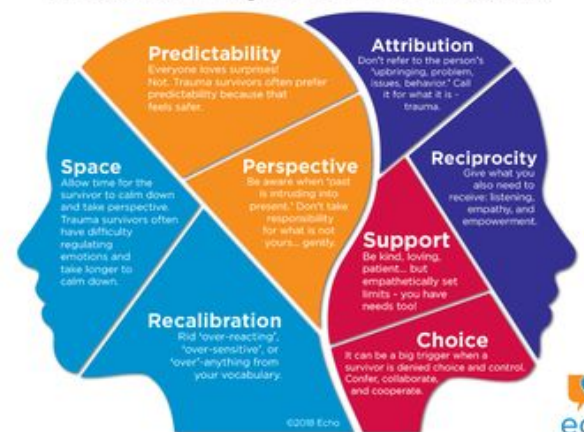 Predictability
Everyone loves surprises!
Not. Trauma survivors often prefer
predictability because that
feels safer.
Attribution
Don't refer to the person's
"upbringing, problem,
issues, behavior." Call
it for what it is -
trauma.
Space
Allow time for the
survivor to calm down
and take perspective.
Trauma survivors often
have difficulty
regulating
emotions and
take longer to
calm down.
Perspective
Be aware when "past
is intruding into
present." Don't take
responsibility
for what is not
yours... gently.
Reciprocity
Give what you
also need to
receive: listening,
empathy, and
empowerment.
Support
Be kind, loving,
patient... but
empathetically set
limits - you have
needs too!
Recalibration
Rid "over-reacting",
"over-sensitive", or
"over"-anything from
your vocabulary.
Choice
It can be a big trigger when a
survivor is denied choice and control.
Confer, collaborate,
and cooperate.
©2018 Echo